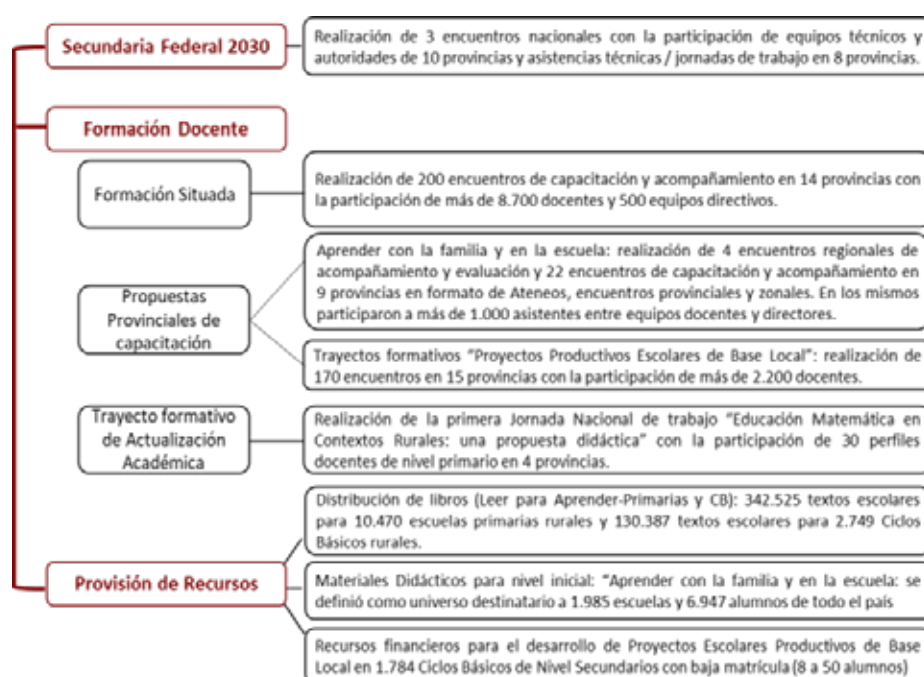 Secundaria Federal 2030
Realización de 3 encuentros nacionales con la participación de equipos técnicos y
autoridades de 10 provincias y asistencias técnicas / jornadas de trabajo en 8 provincias.
Formación Docente
Formación Situada
Realización de 200 encuentros de capacitación y acompañamiento en 14 provincias con
la participación de más de 8.700 docentes y 500 equipos directivos.
Propuestas
Provinciales de
capacitación
Aprender con la familia y en la escuela: realización de 4 encuentros regionales de
acompañamiento y evaluación y 22 encuentros de capacitación y acompañamiento en
9 provincias en formato de Ateneos, encuentros provinciales y zonales. En los mismos
participaron a más de 1.000 asistentes entre equipos docentes y directores.
Trayectos formativos "Proyectos Productivos Escolares de Base Local": realización de
170 encuentros en 15 provincias con la participación de más de 2.200 docentes.
Trayecto formativo
de Actualización
Académica
Realización de la primera Jornada Nacional de trabajo "Educación Matemática en
Contextos Rurales: una propuesta didáctica" con la participación de 30 perfiles
docentes de nivel primario en 4 provincias.
Provisión de Recursos
Distribución de libros (Leer para Aprender-Primarias y CB): 342.525 textos escolares
para 10.470 escuelas primarias rurales y 130.387 textos escolares para 2.749 Ciclos
Básicos rurales.
Materiales Didácticos para nivel inicial: "Aprender con la familia y en la escuela: se
definió como universo destinatario a 1.985 escuelas y 6.947 alumnos de todo el país
Recursos financieros para el desarrollo de Proyectos Escolares Productivos de Base
Local en 1.784 Ciclos Básicos de Nivel Secundarios con baja matrícula (8 a 50 alumnos)